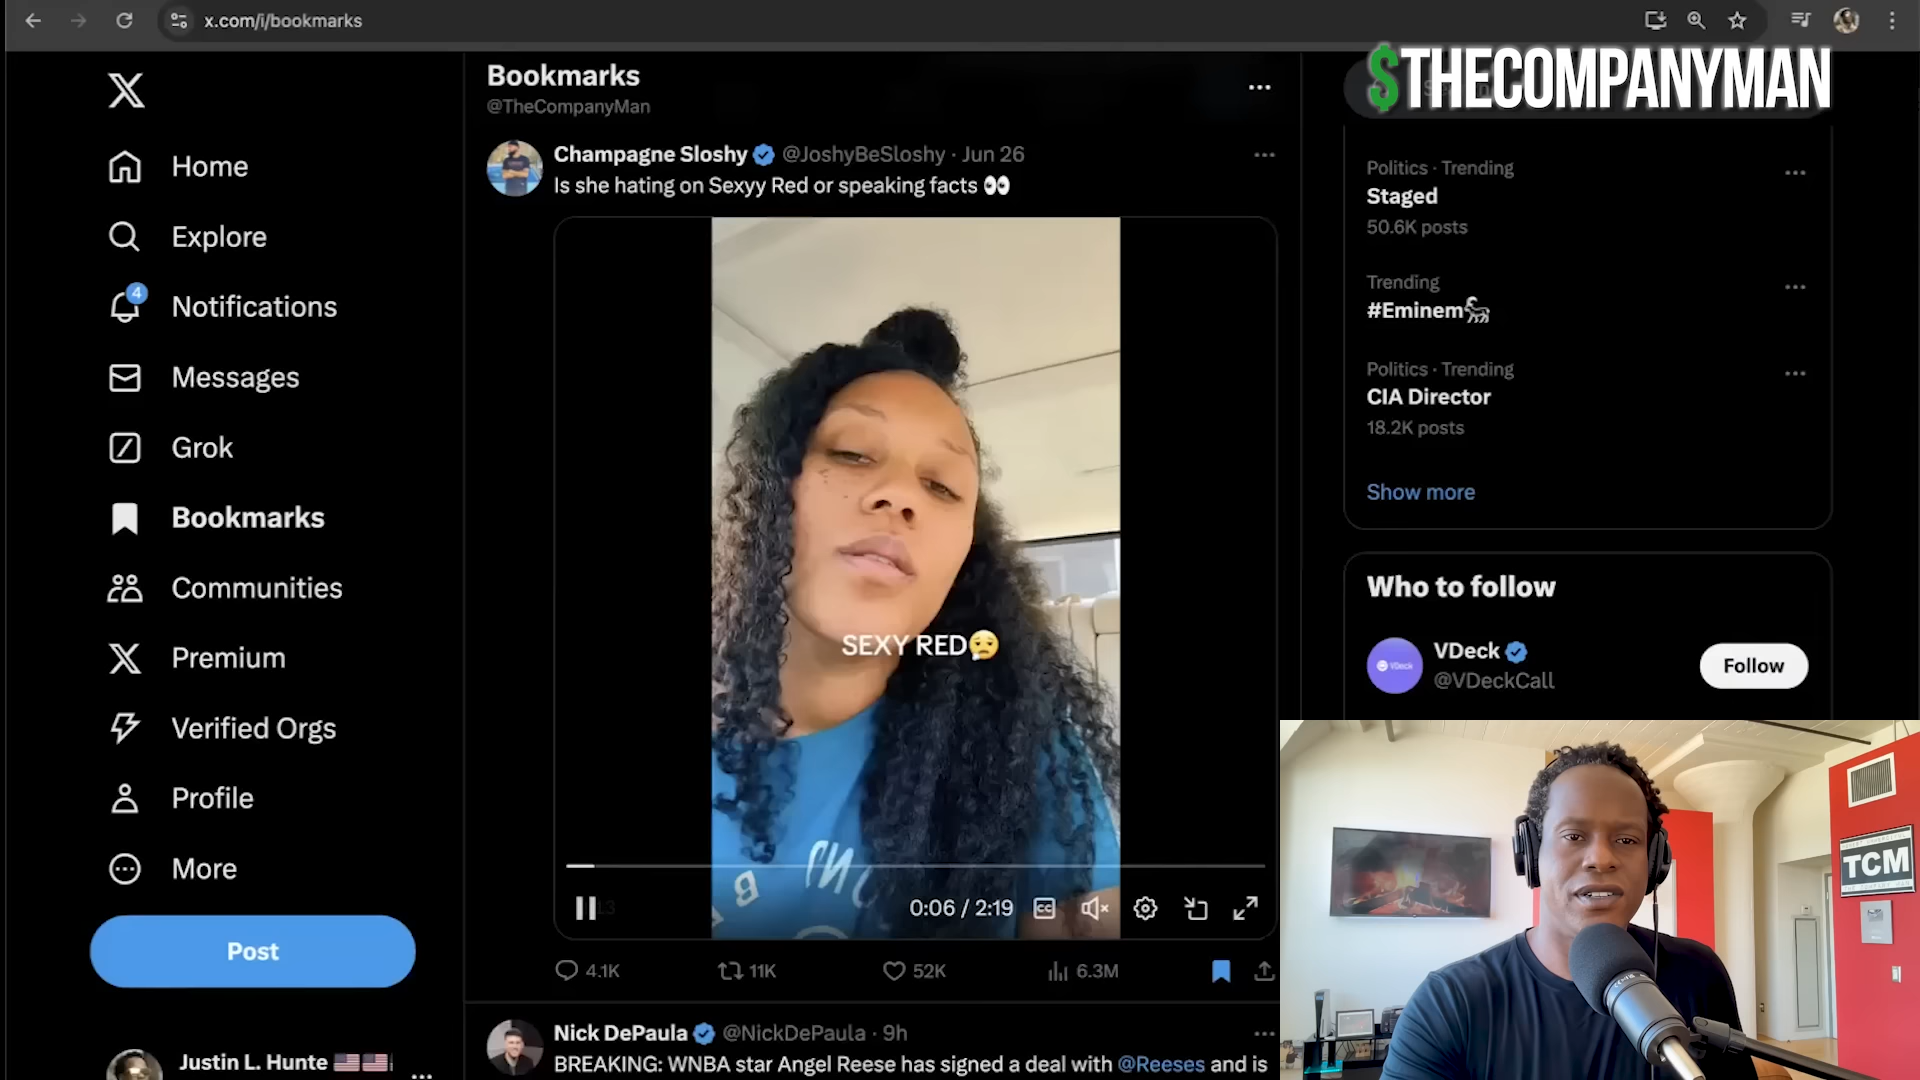 x.com/i/bookmarks
$THECOMPANYMAN
Home
Explore
4
Notifications
Messages
Grok
Bookmarks
Communities
Premium
Verified Orgs
Profile
More
Post
Justin L. Hunte
Bookmarks
@TheCompanyMan
Champagne Sloshy @JoshyBeSloshy · Jun 26
Is she hating on Sexyy Red or speaking facts 👀
SEXY RED😮‍💨
0:06 / 2:19
CC
4.1K
11K
52K
6.3M
Nick DePaula @NickDePaula · 9h
BREAKING: WNBA star Angel Reese has signed a deal with @Reeses and is
Politics · Trending
Staged
50.6K posts
Trending
#Eminem🐐
Politics · Trending
CIA Director
18.2K posts
Show more
Who to follow
VDeck
@VDeckCall
Follow
TCM